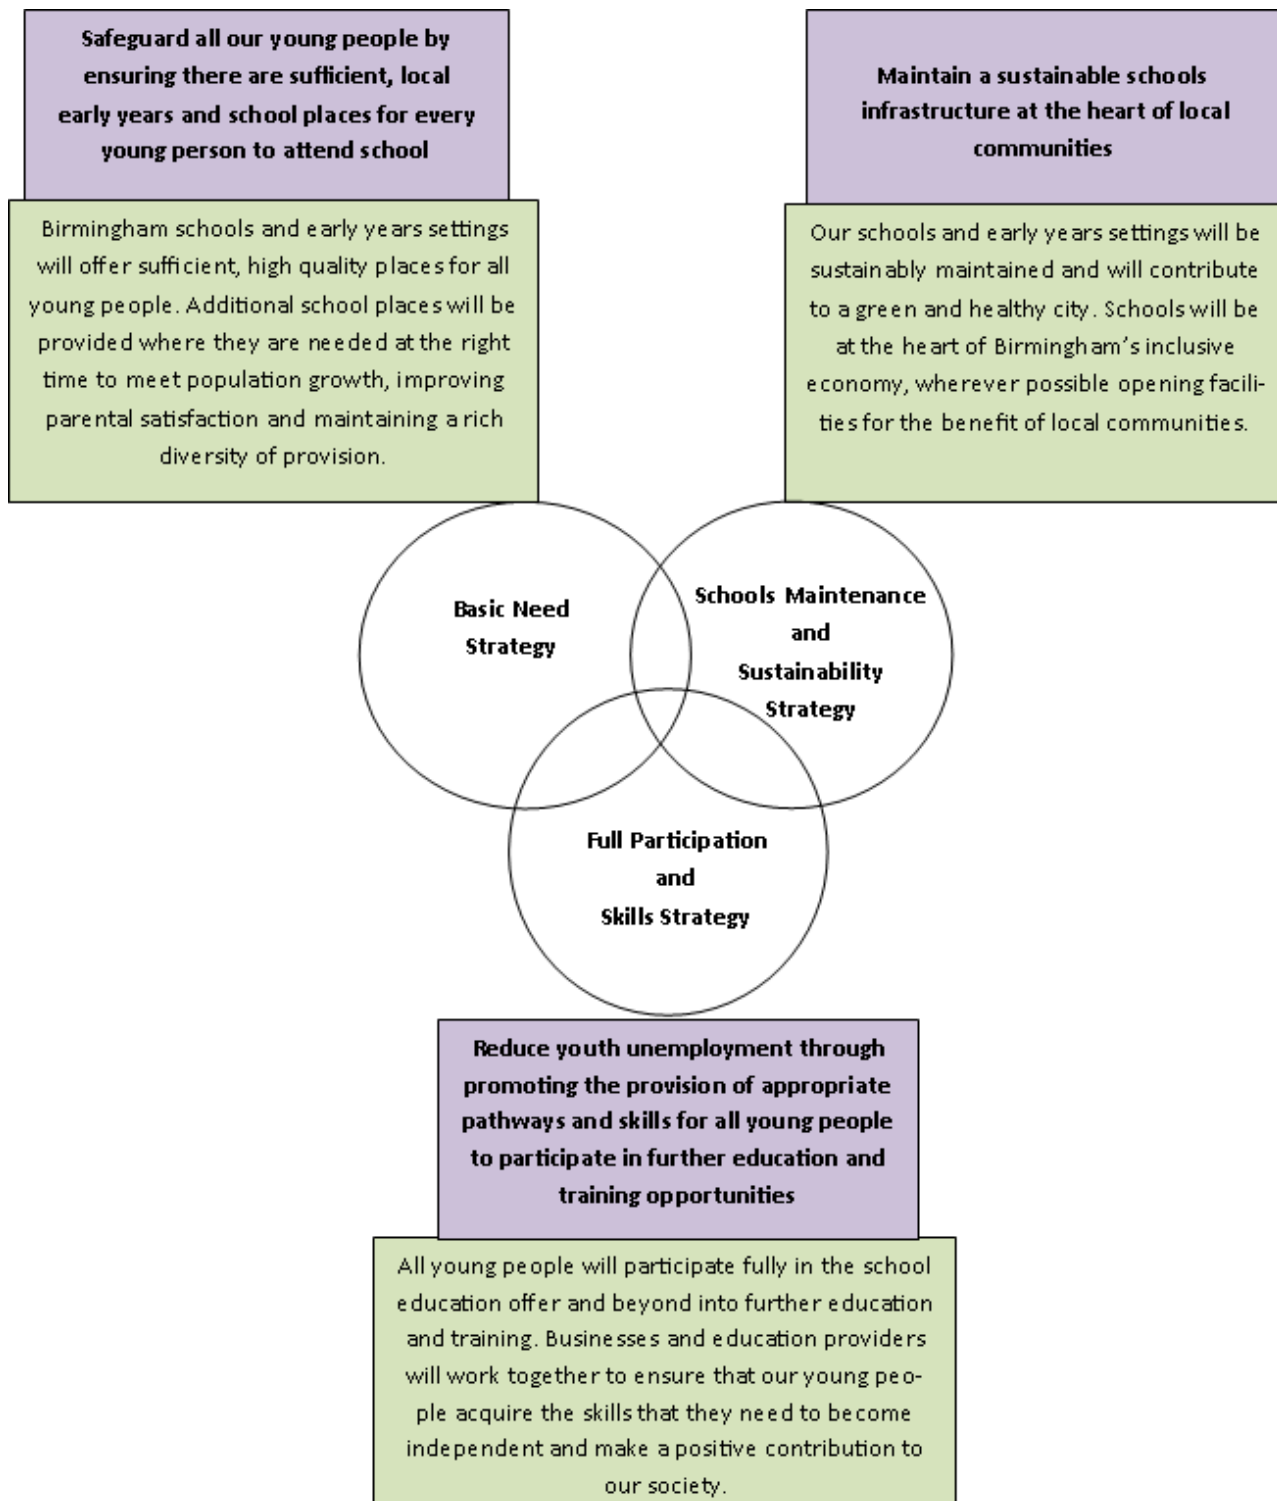 Safeguard all our young people by
ensuring there are sufficient, local
early years and school places for every
young person to attend school
Birmingham schools and early years settings
will offer sufficient, high quality places for all
young people. Additional school places will be
provided where they are needed at the right
time to meet population growth, improving
parental satisfaction and maintaining a rich
diversity of provision.
Maintain a sustainable schools
infrastructure at the heart of local
communities
Our schools and early years settings will be
sustainably maintained and will contribute
to a green and healthy city. Schools will be
at the heart of Birmingham’s inclusive
economy, wherever possible opening facili-
ties for the benefit of local communities.
Basic Need
Strategy
Schools Maintenance
and
Sustainability
Strategy
Full Participation
and
Skills Strategy
Reduce youth unemployment through
promoting the provision of appropriate
pathways and skills for all young people
to participate in further education and
training opportunities
All young people will participate fully in the school
education offer and beyond into further education
and training. Businesses and education providers
will work together to ensure that our young peo-
ple acquire the skills that they need to become
independent and make a positive contribution to
our society.